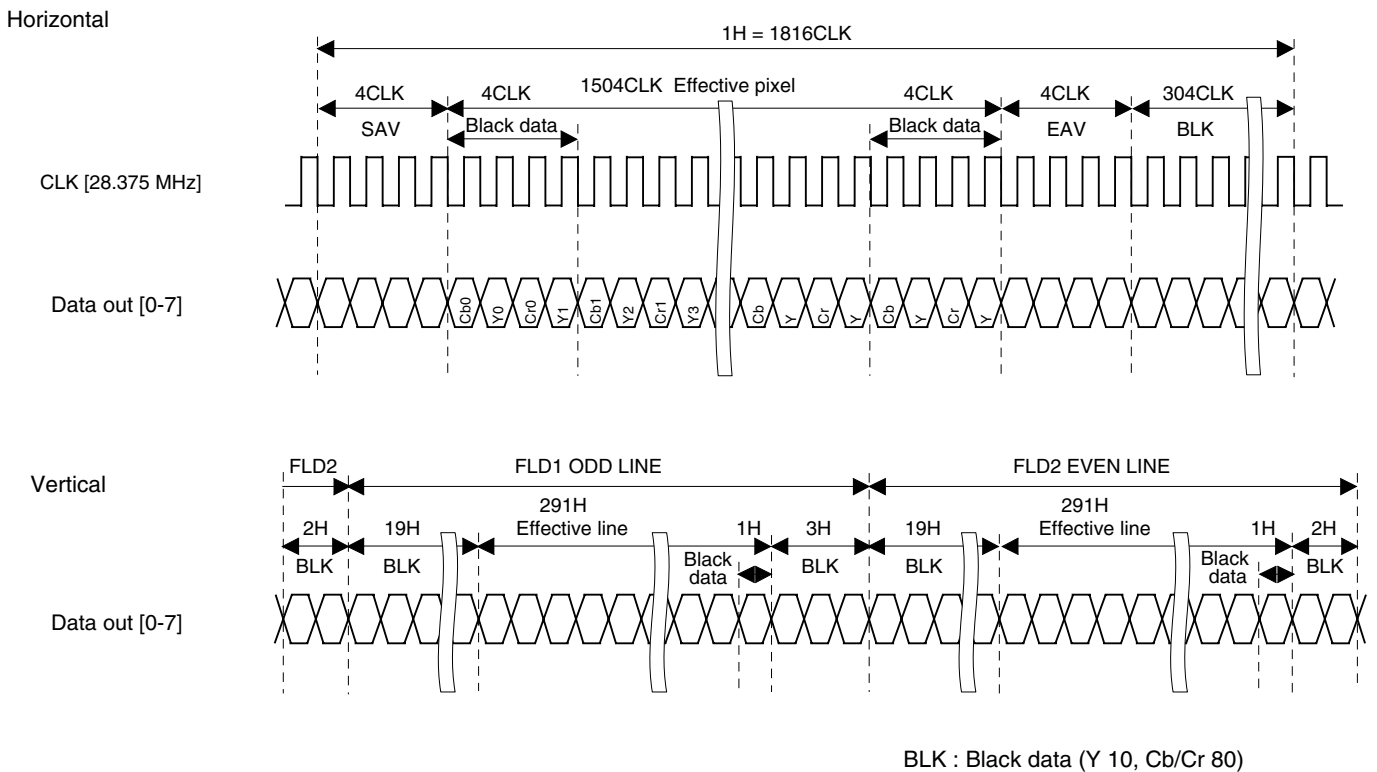 Horizontal
1H = 1816CLK
4CLK 4CLK 1504CLK Effective pixel 4CLK 4CLK 304CLK
SAV Black data Black data EAV BLK
CLK [28.375 MHz]
Data out [0-7]
Cb0 Y0 Cr0 Y1 Cb1 Y2 Cr1 Y3 Cb Y Cr Y Cb Y Cr Y
Vertical
FLD2 FLD1 ODD LINE FLD2 EVEN LINE
2H 19H 291H 1H 3H 19H 291H 1H 2H
Effective line Effective line
BLK BLK Black data BLK BLK Black data BLK
Data out [0-7]
BLK : Black data (Y 10, Cb/Cr 80)